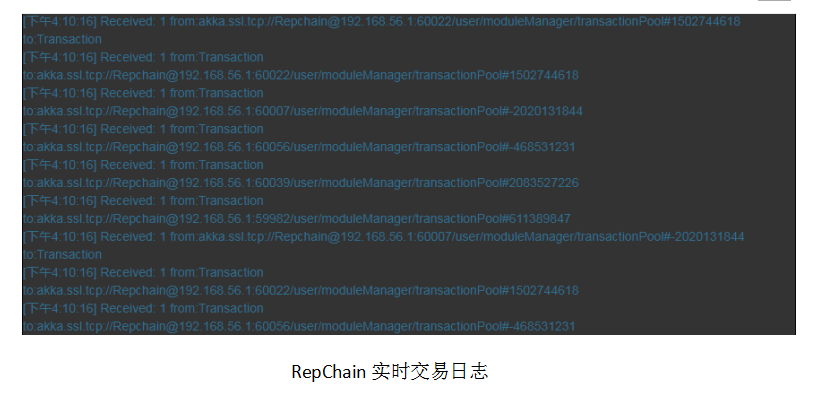 [下午4:10:16] Received: 1 from:akka.ssl.tcp://Repchain@192.168.56.1:60022/user/moduleManager/transactionPool#1502744618
to:Transaction
[下午4:10:16] Received: 1 from:Transaction
to:akka.ssl.tcp://Repchain@192.168.56.1:60022/user/moduleManager/transactionPool#1502744618
[下午4:10:16] Received: 1 from:Transaction
to:akka.ssl.tcp://Repchain@192.168.56.1:60007/user/moduleManager/transactionPool#-2020131844
[下午4:10:16] Received: 1 from:Transaction
to:akka.ssl.tcp://Repchain@192.168.56.1:60056/user/moduleManager/transactionPool#-468531231
[下午4:10:16] Received: 1 from:Transaction
to:akka.ssl.tcp://Repchain@192.168.56.1:60039/user/moduleManager/transactionPool#2083527226
[下午4:10:16] Received: 1 from:Transaction
to:akka.ssl.tcp://Repchain@192.168.56.1:59982/user/moduleManager/transactionPool#611389847
[下午4:10:16] Received: 1 from:akka.ssl.tcp://Repchain@192.168.56.1:60007/user/moduleManager/transactionPool#-2020131844
to:Transaction
[下午4:10:16] Received: 1 from:Transaction
to:akka.ssl.tcp://Repchain@192.168.56.1:60022/user/moduleManager/transactionPool#1502744618
[下午4:10:16] Received: 1 from:Transaction
to:akka.ssl.tcp://Repchain@192.168.56.1:60056/user/moduleManager/transactionPool#-468531231
RepChain 实时交易日志